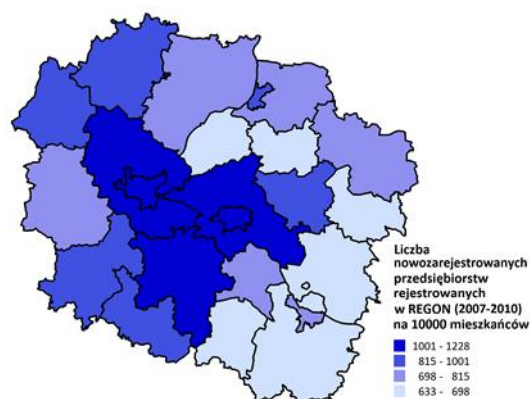 Liczba
nowozarejestrowanych
przedsiębiorstw
rejestrowanych
w REGON (2007-2010)
na 10000 mieszkańców
1001 - 1228
815 - 1001
698 - 815
633 - 698